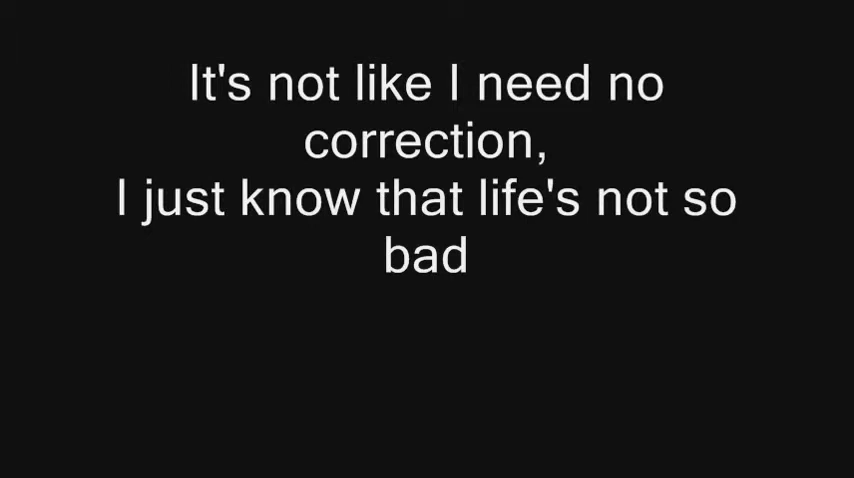 It's not like I need no
correction,
I just know that life's not so
bad